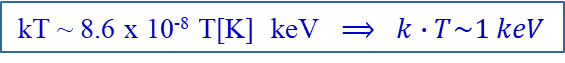 kT ~ 8.6 x 10⁻⁸ T[K] keV ⟹ k · T~1 keV